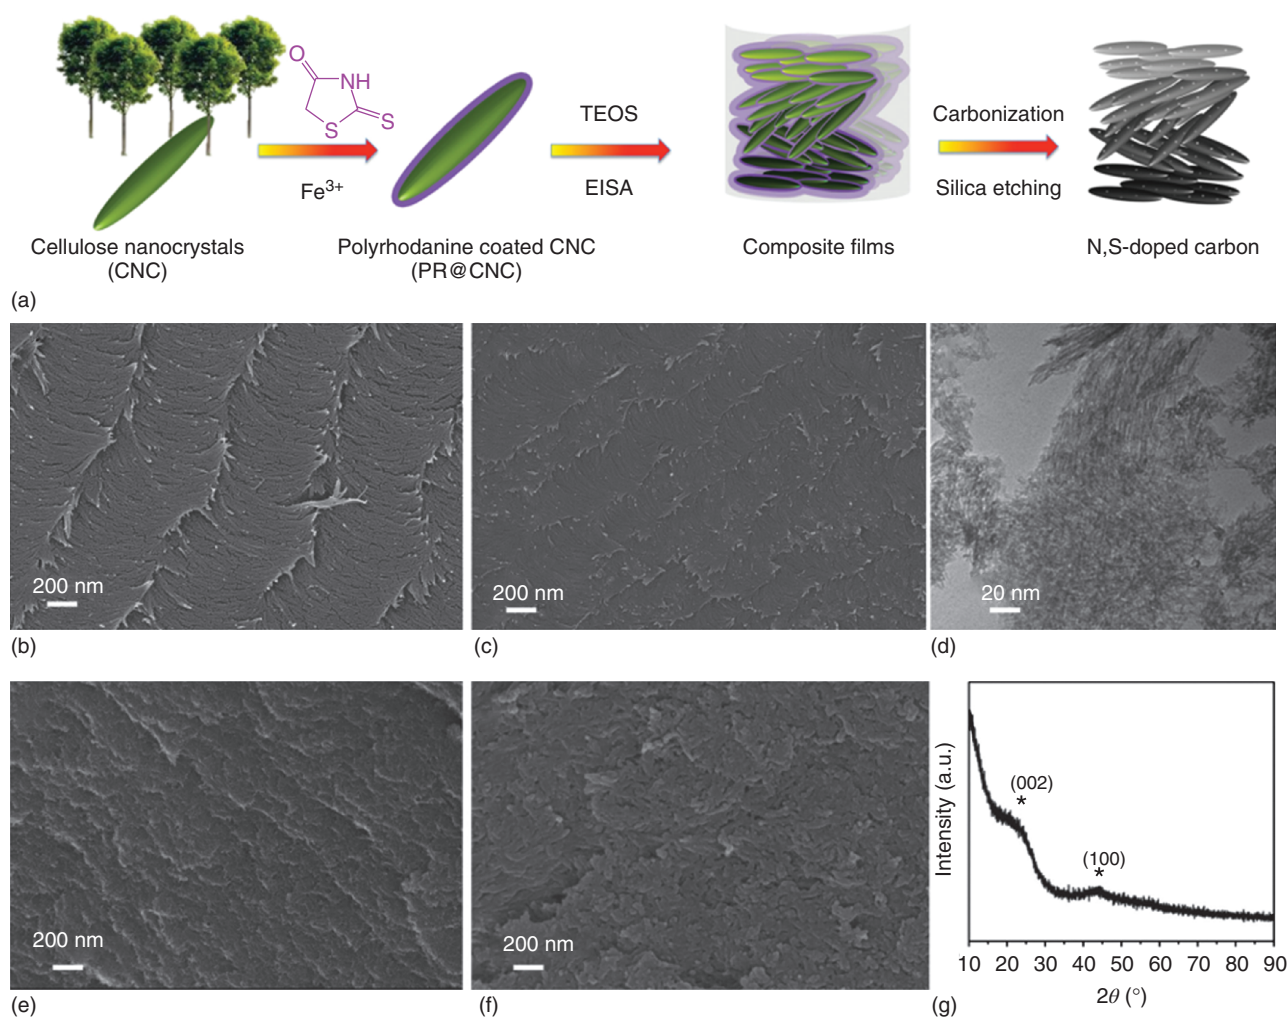 O
NH
S
S
Fe3+
TEOS
EISA
Carbonization
Silica etching
Cellulose nanocrystals
(CNC)
Polyrhodanine coated CNC
(PR@CNC)
Composite films
N,S-doped carbon
(a)
200 nm
200 nm
20 nm
(b)
(c)
(d)
200 nm
200 nm
Intensity (a.u.)
(002)
*
(100)
*
10 20 30 40 50 60 70 80 90
2θ (°)
(e)
(f)
(g)